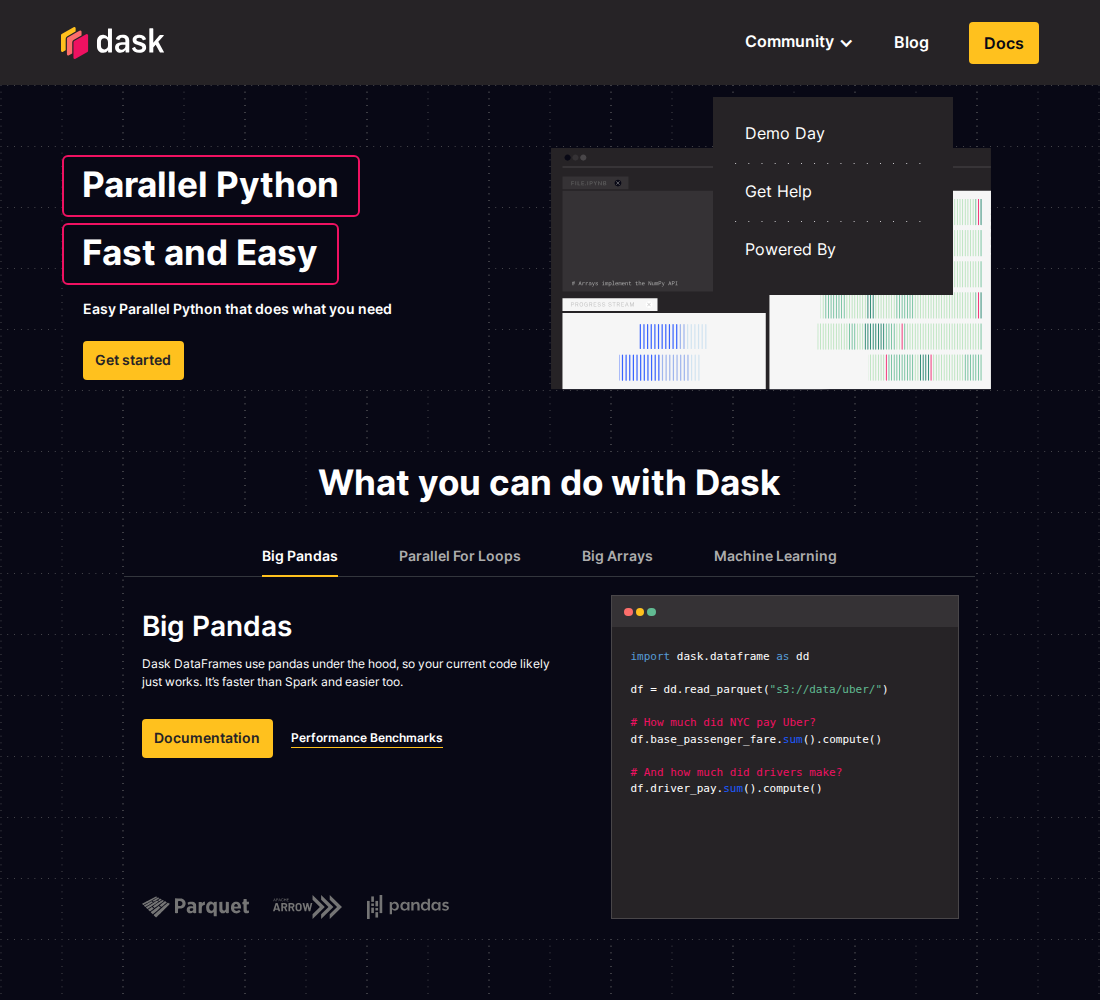 dask
Community
Blog
Docs
Demo Day
Get Help
Powered By
Parallel Python
Fast and Easy
Easy Parallel Python that does what you need
Get started
FILE.IPYNN
# Arrays implement the NumPy API
PROGRESS STREAM
What you can do with Dask
Big Pandas
Parallel For Loops
Big Arrays
Machine Learning
Big Pandas
Dask DataFrames use pandas under the hood, so your current code likely
just works. It's faster than Spark and easier too.
Documentation
Performance Benchmarks
import dask.dataframe as dd
df = dd.read_parquet("s3://data/uber/")
# How much did NYC pay Uber?
df.base_passenger_fare.sum().compute()
# And how much did drivers make?
df.driver_pay.sum().compute()
Parquet
APACHE
ARROW
pandas